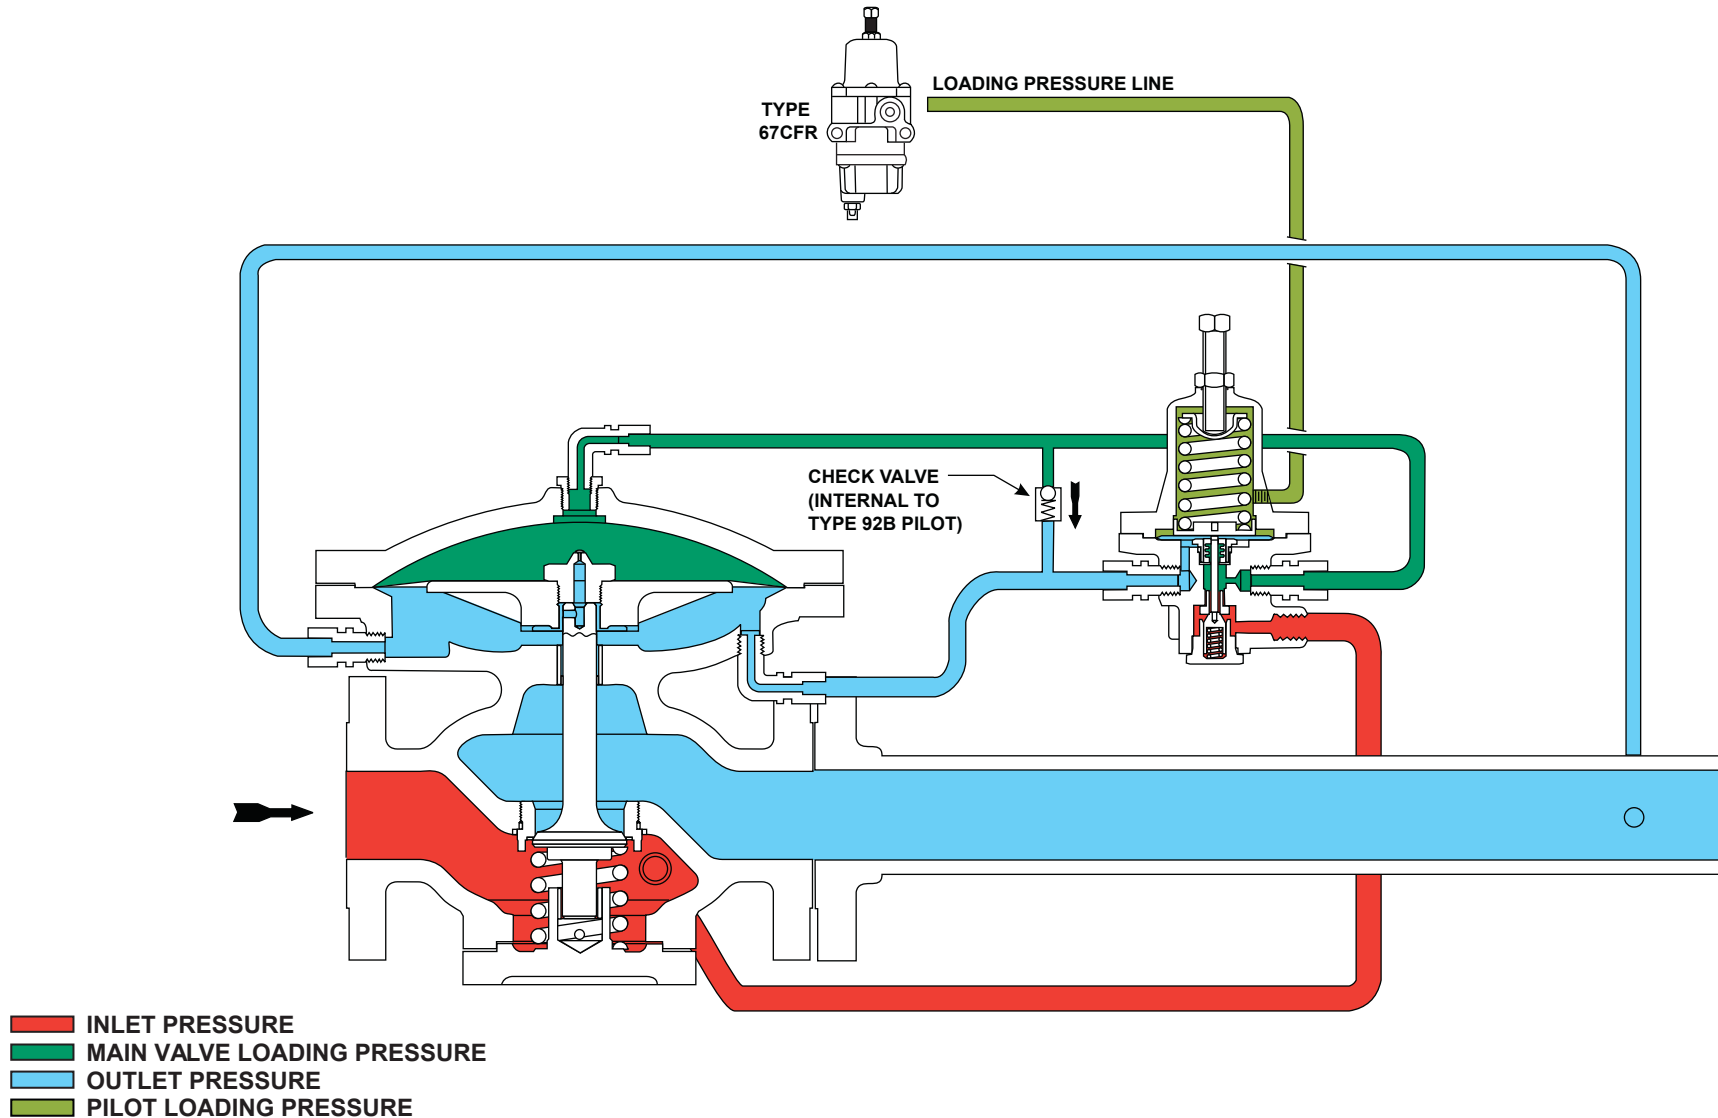 LOADING PRESSURE LINE
TYPE
67CFR
CHECK VALVE
(INTERNAL TO
TYPE 92B PILOT)
INLET PRESSURE
MAIN VALVE LOADING PRESSURE
OUTLET PRESSURE
PILOT LOADING PRESSURE